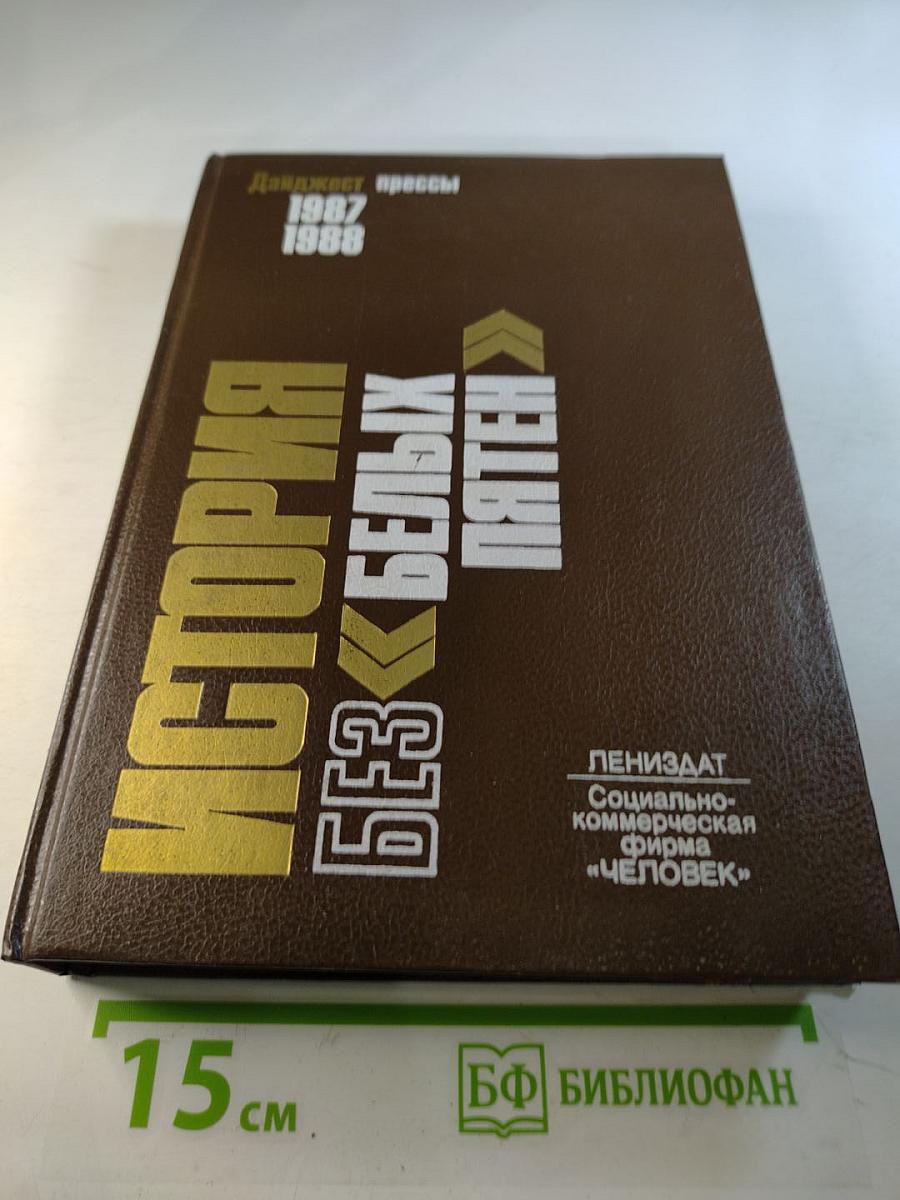 Дайджест прессы
1987
1988
ИСТОРИЯ
БЕЗ «БЕЛЫХ
ПЯТЕН»
ЛЕНИЗДАТ
Социально-
коммерческая
фирма
«ЧЕЛОВЕК»
15 см
БФ БИБЛИОФАН